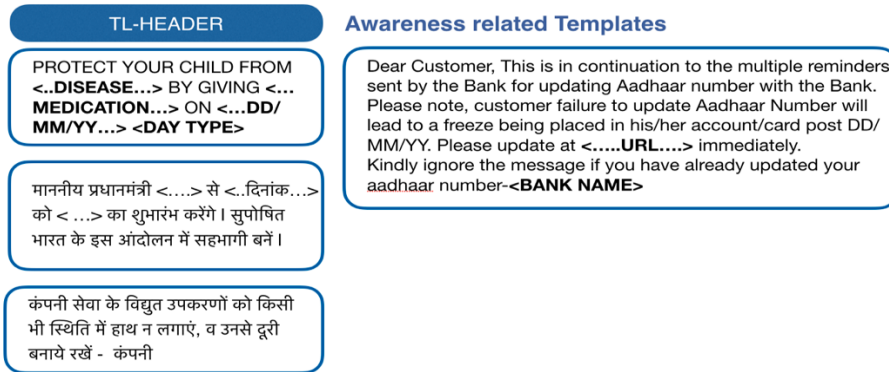 TL-HEADER
PROTECT YOUR CHILD FROM
<..DISEASE...> BY GIVING <...
MEDICATION...> ON <...DD/
MM/YY...> <DAY TYPE>
माननीय प्रधानमंत्री <....> से <..दिनांक...>
को < ...> का शुभारंभ करेंगे । सुपोषित
भारत के इस आंदोलन में सहभागी बनें ।
कंपनी सेवा के विद्युत उपकरणों को किसी
भी स्थिति में हाथ न लगाएं, व उनसे दूरी
बनाये रखें - कंपनी
Awareness related Templates
Dear Customer, This is in continuation to the multiple reminders
sent by the Bank for updating Aadhaar number with the Bank.
Please note, customer failure to update Aadhaar Number will
lead to a freeze being placed in his/her account/card post DD/
MM/YY. Please update at <.....URL....> immediately.
Kindly ignore the message if you have already updated your
aadhaar number-<BANK NAME>